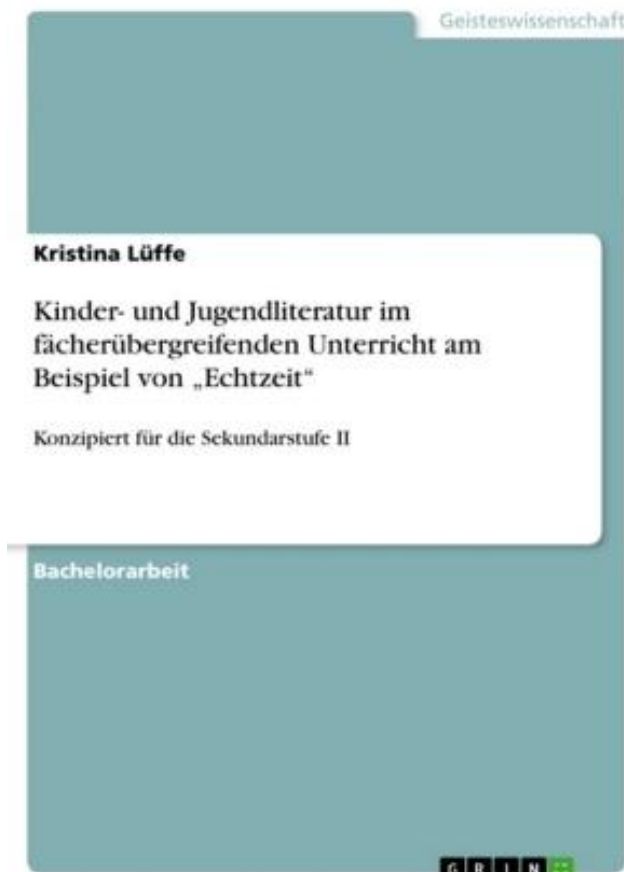 Geisteswissenschaft
Kristina Lüffe
Kinder- und Jugendliteratur im
fächerübergreifenden Unterricht am
Beispiel von „Echtzeit“
Konzipiert für die Sekundarstufe II
Bachelorarbeit
GRIN